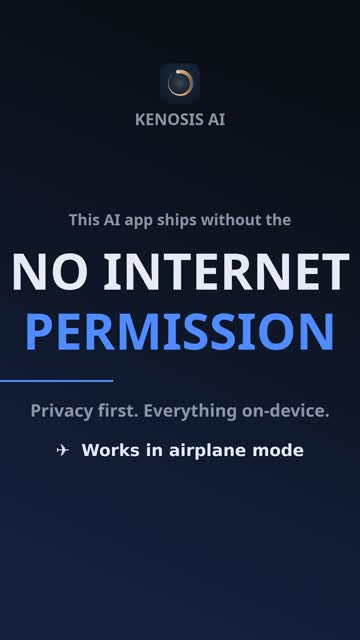 KENOSIS AI
This AI app ships without the
NO INTERNET
PERMISSION
Privacy first. Everything on-device.
✈ Works in airplane mode